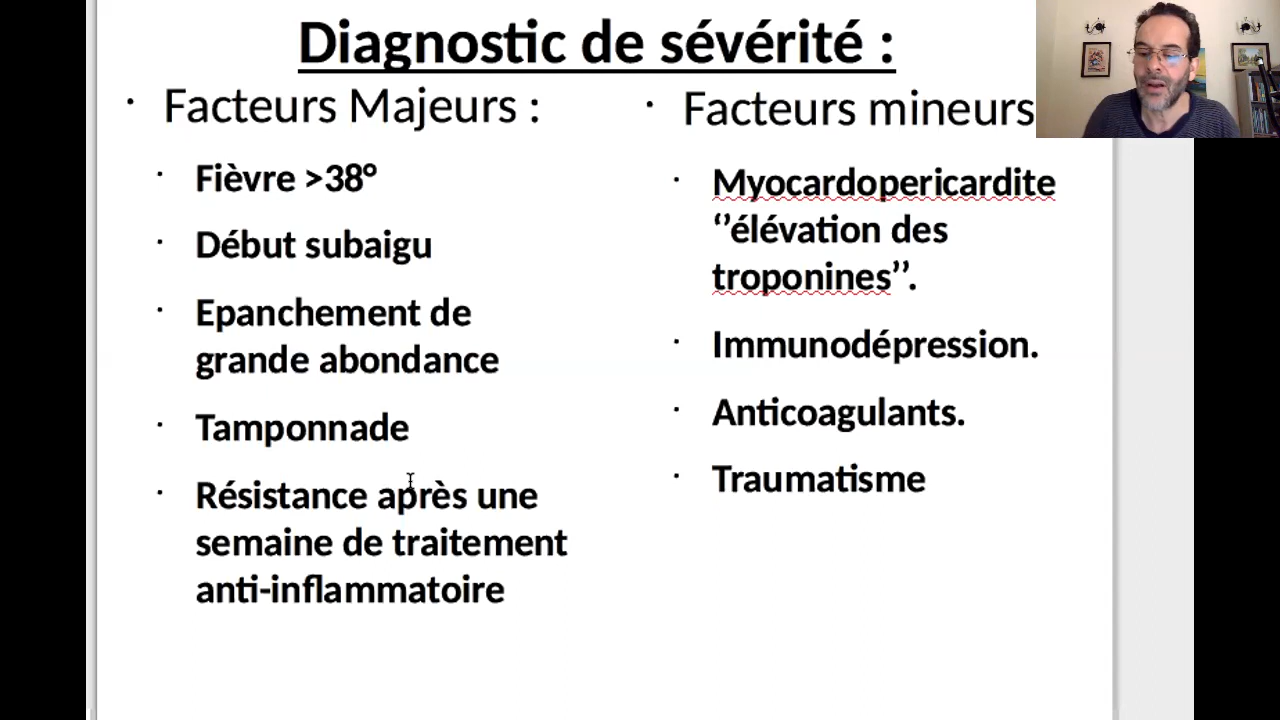 Diagnostic de sévérité :
Facteurs Majeurs :
Fièvre >38°
Début subaigu
Epanchement de
grande abondance
Tamponnade
Résistance après une
semaine de traitement
anti-inflammatoire
Facteurs mineurs
Myocardopericardite
‘’élévation des
troponines’’.
Immunodépression.
Anticoagulants.
Traumatisme